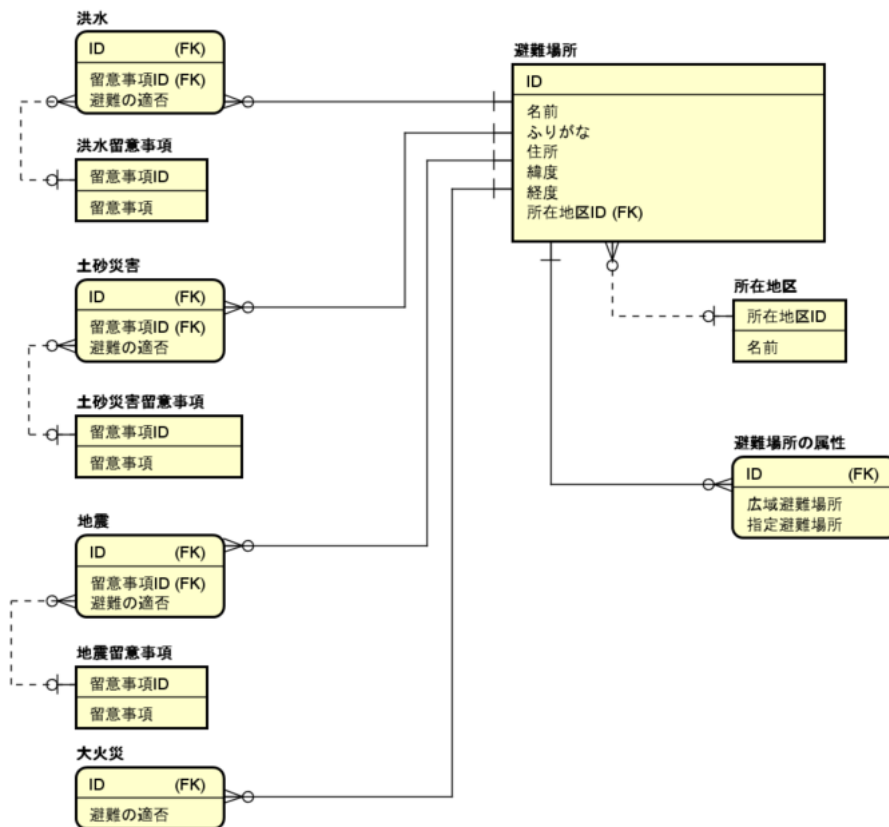 洪水
ID (FK)
留意事項ID (FK)
避難の適否
洪水留意事項
留意事項ID
留意事項
土砂災害
ID (FK)
留意事項ID (FK)
避難の適否
土砂災害留意事項
留意事項ID
留意事項
地震
ID (FK)
留意事項ID (FK)
避難の適否
地震留意事項
留意事項ID
留意事項
大火災
ID (FK)
避難の適否
避難場所
ID
名前
ふりがな
住所
緯度
経度
所在地区ID (FK)
所在地区
所在地区ID
名前
避難場所の属性
ID (FK)
広域避難場所
指定避難場所